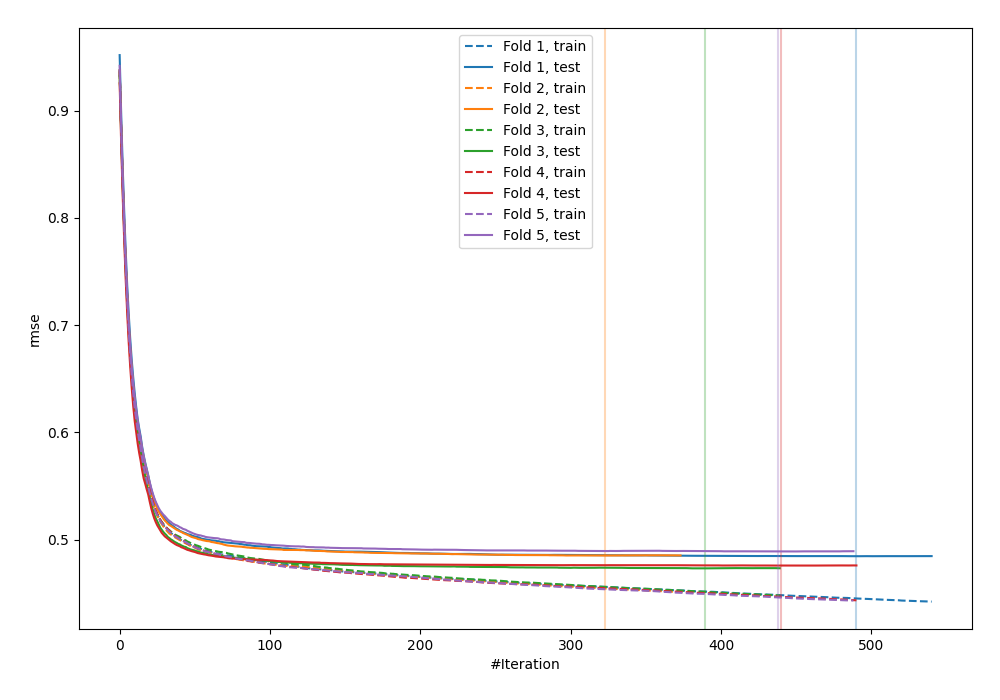 Fold 1, train
Fold 1, test
Fold 2, train
Fold 2, test
Fold 3, train
Fold 3, test
Fold 4, train
Fold 4, test
Fold 5, train
Fold 5, test
0.9
0.8
0.7
0.6
0.5
rmse
0 100 200 300 400 500
#Iteration